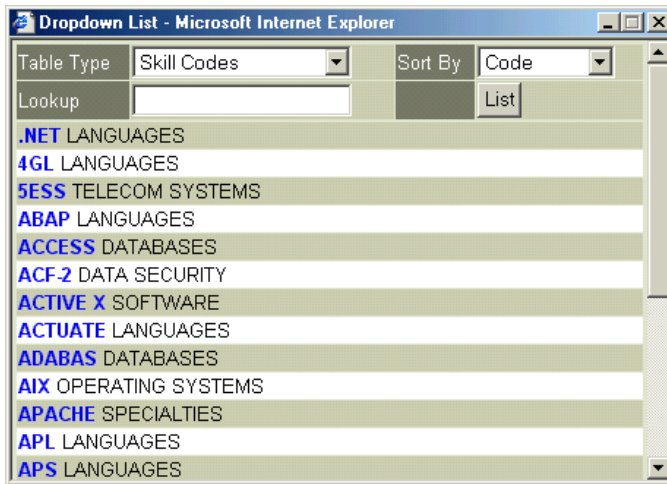 Dropdown List - Microsoft Internet Explorer
Table Type Skill Codes Sort By Code
Lookup List
.NET LANGUAGES
4GL LANGUAGES
5ESS TELECOM SYSTEMS
ABAP LANGUAGES
ACCESS DATABASES
ACF-2 DATA SECURITY
ACTIVE X SOFTWARE
ACTUATE LANGUAGES
ADABAS DATABASES
AIX OPERATING SYSTEMS
APACHE SPECIALTIES
APL LANGUAGES
APS LANGUAGES